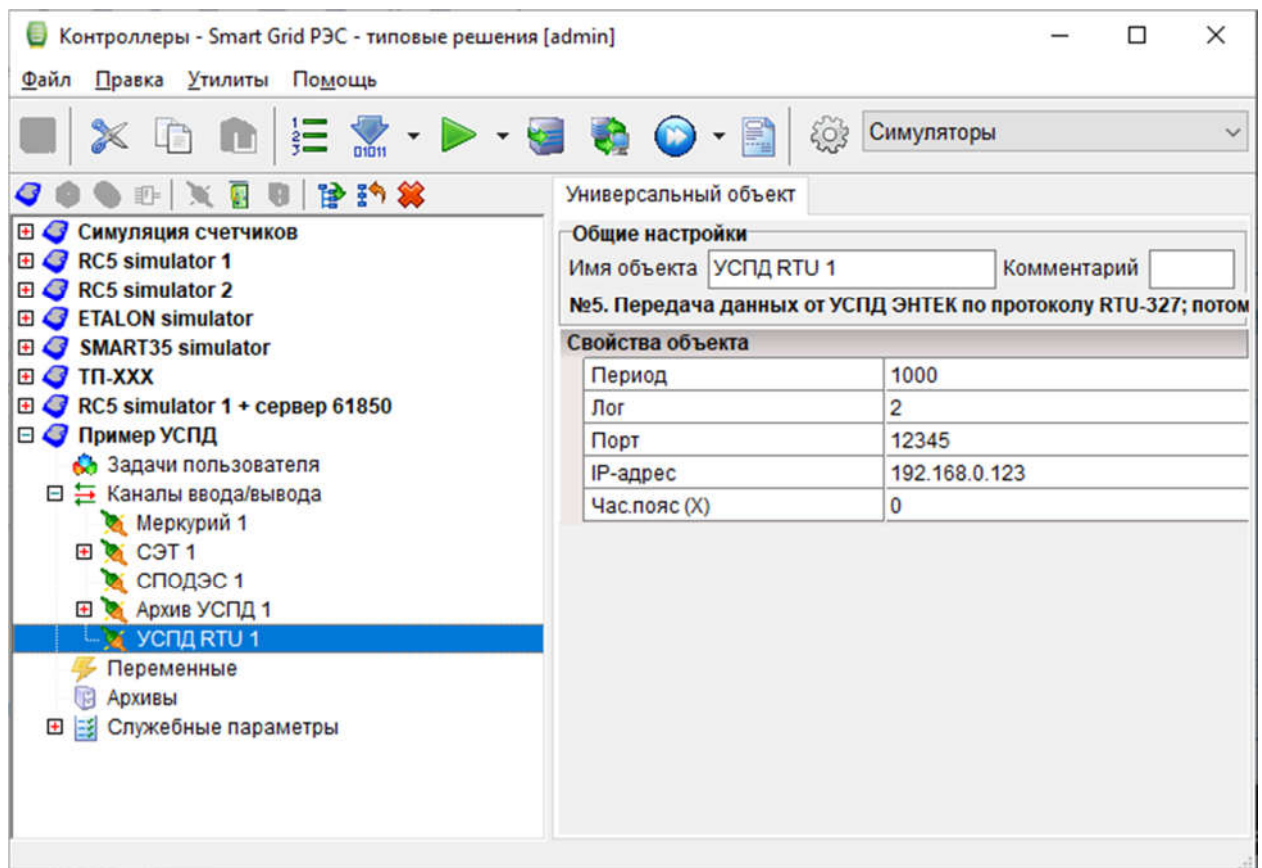 Контроллеры - Smart Grid РЭС - типовые решения [admin]
Файл Правка Утилиты Помощь
Симуляторы
Универсальный объект
Симуляция счетчиков
RC5 simulator 1
RC5 simulator 2
ETALON simulator
SMART35 simulator
ТП-XXX
RC5 simulator 1 + сервер 61850
Пример УСПД
Задачи пользователя
Каналы ввода/вывода
Меркурий 1
СЭТ 1
СПОДЭС 1
Архив УСПД 1
УСПД RTU 1
Переменные
Архивы
Служебные параметры
Общие настройки
Имя объекта УСПД RTU 1 Комментарий
№5. Передача данных от УСПД ЭНТЕК по протоколу RTU-327; потом
Свойства объекта
Период 1000
Лог 2
Порт 12345
IP-адрес 192.168.0.123
Час.пояс (X) 0